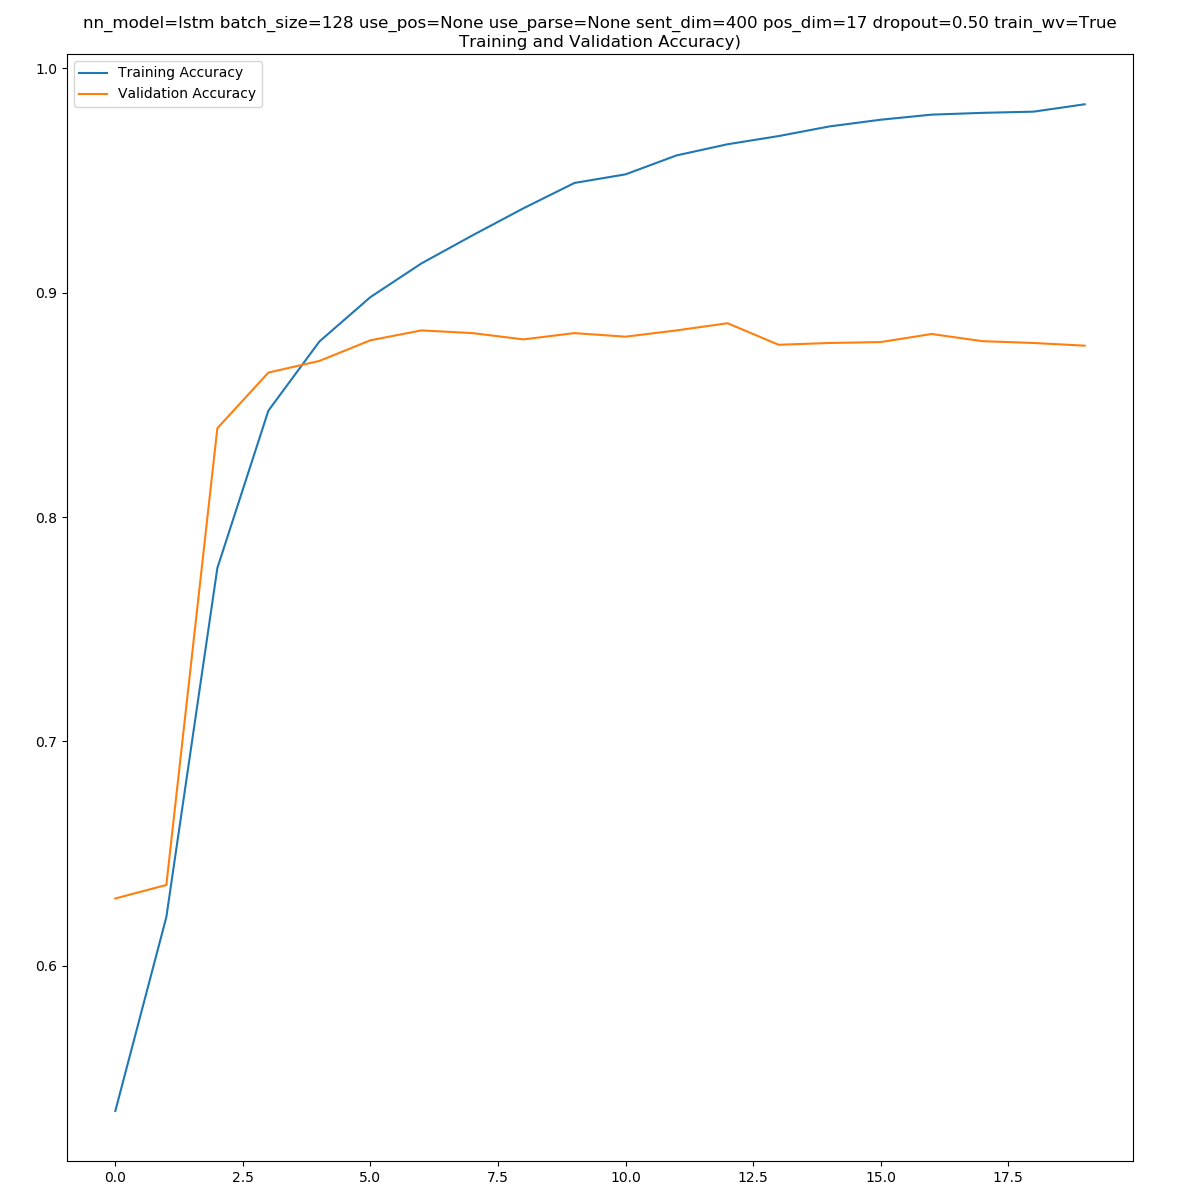 nn_model=lstm batch_size=128 use_pos=None use_parse=None sent_dim=400 pos_dim=17 dropout=0.50 train_wv=True
Training and Validation Accuracy)
Training Accuracy
Validation Accuracy
1.0
0.9
0.8
0.7
0.6
0.0 2.5 5.0 7.5 10.0 12.5 15.0 17.5